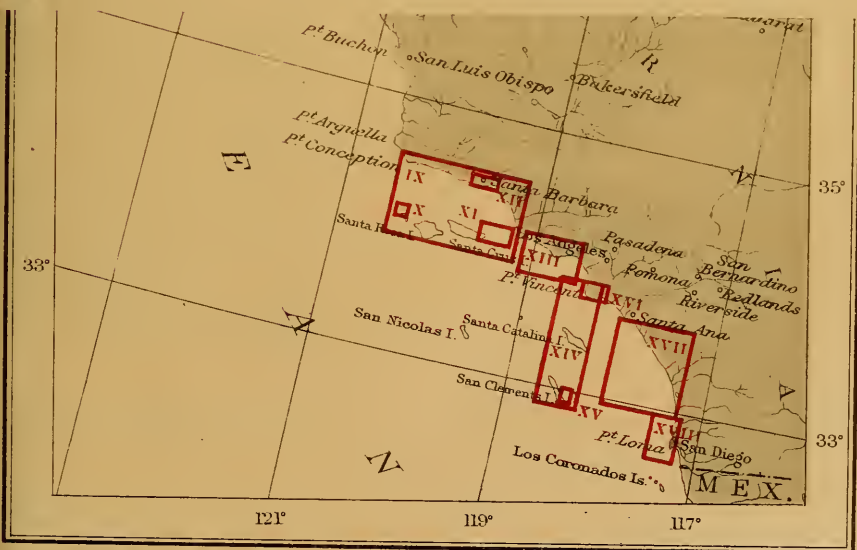 Pt. Buchon
San Luis Obispo
Bakersfield
R
Pt. Arguella
Pt. Conception
N
E
35°
IX
Santa Barbara
XII
X
XI
Santa Rosa I.
Santa Cruz I.
Los Angeles
Pasadena
XIII
Pomona
San Bernardino
I
33°
Pt. Vincent
XVI
Riverside
Redlands
A
San Nicolas I.
Santa Catalina I.
Santa Ana
XIV
XVII
San Clemente I.
XV
A
33°
XVIII
Pt. Loma
San Diego
N
Los Coronados Is.
MEX.
121°
119°
117°